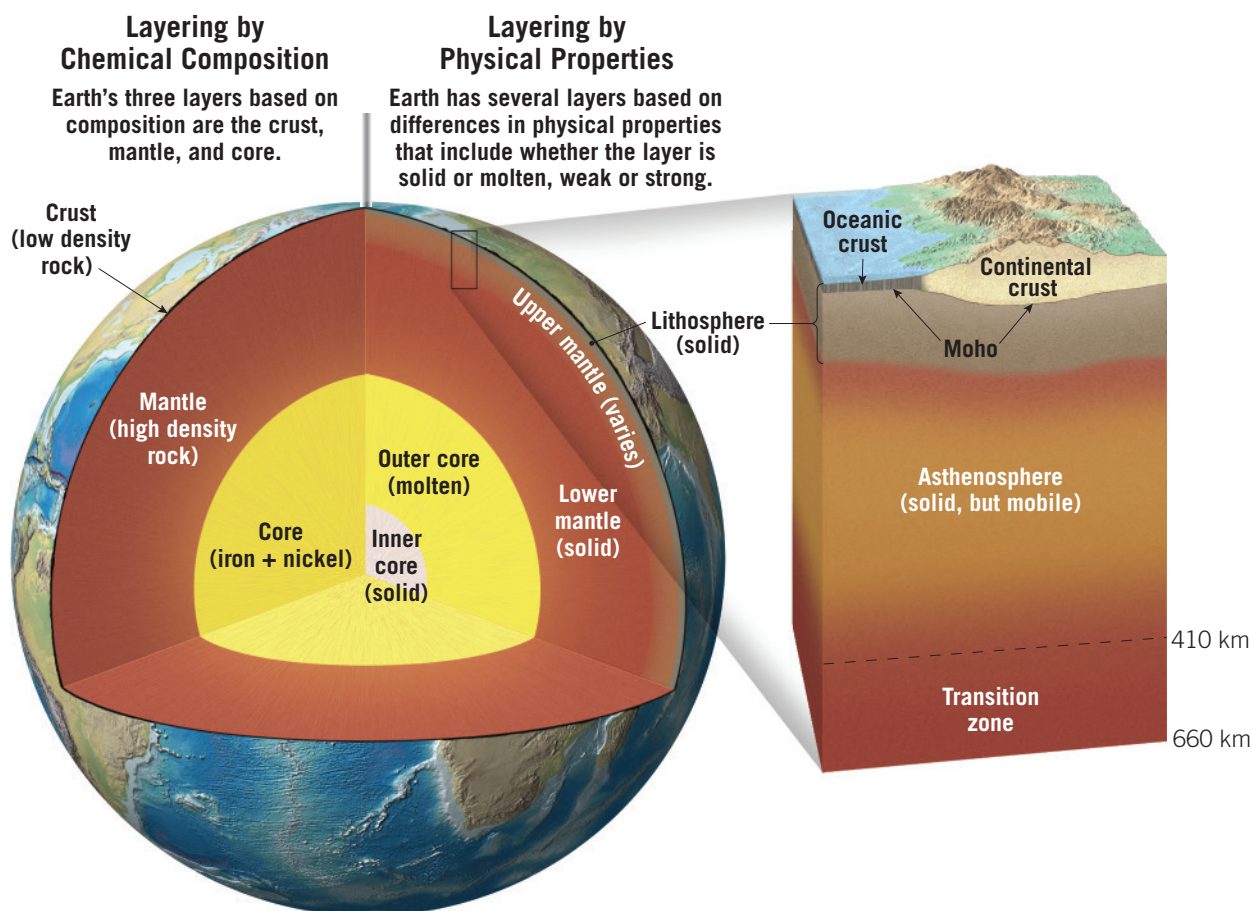 Layering by
Chemical Composition
Earth's three layers based on
composition are the crust,
mantle, and core.
Layering by
Physical Properties
Earth has several layers based on
differences in physical properties
that include whether the layer is
solid or molten, weak or strong.
Crust
(low density
rock)
Mantle
(high density
rock)
Core
(iron + nickel)
Outer core
(molten)
Inner
core
(solid)
Lower
mantle
(solid)
Upper mantle (varies)
Lithosphere
(solid)
Oceanic
crust
Continental
crust
Moho
Asthenosphere
(solid, but mobile)
410 km
Transition
zone
660 km